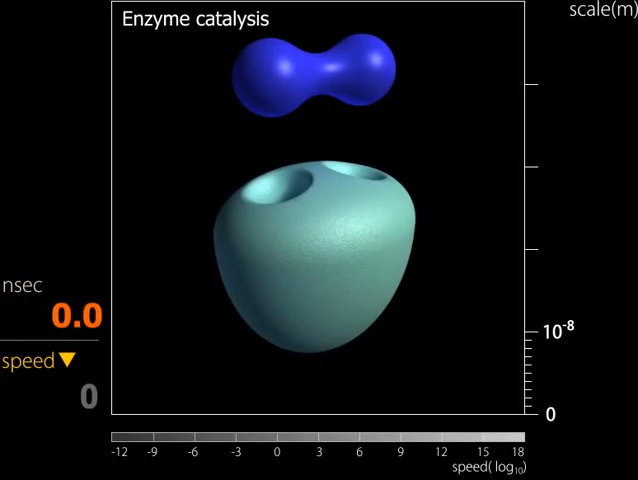 Enzyme catalysis
scale(m)
nsec
0.0
speed▼
0
10⁻⁸
0
-12 -9 -6 -3 0 3 6 9 12 15 18
speed( log₁₀)